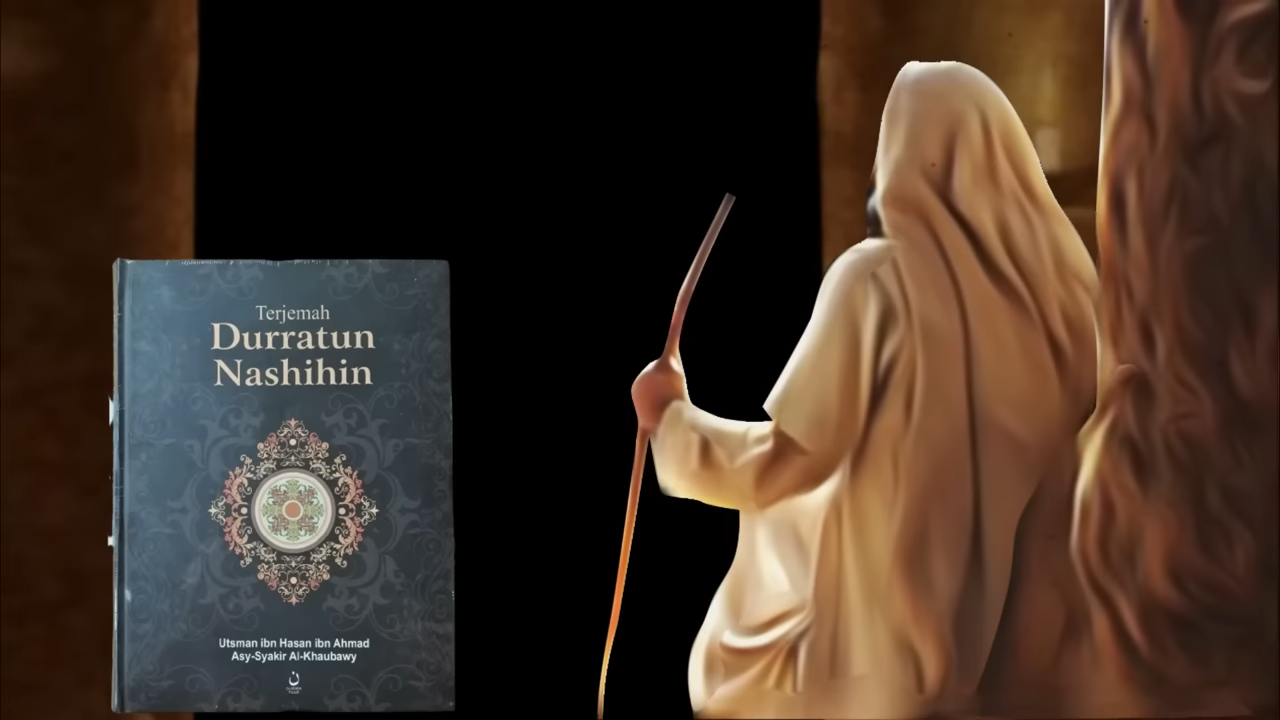 Terjemah
Durratun
Nashihin
Utsman ibn Hasan ibn Ahmad
Asy-Syakir Al-Khaubawy